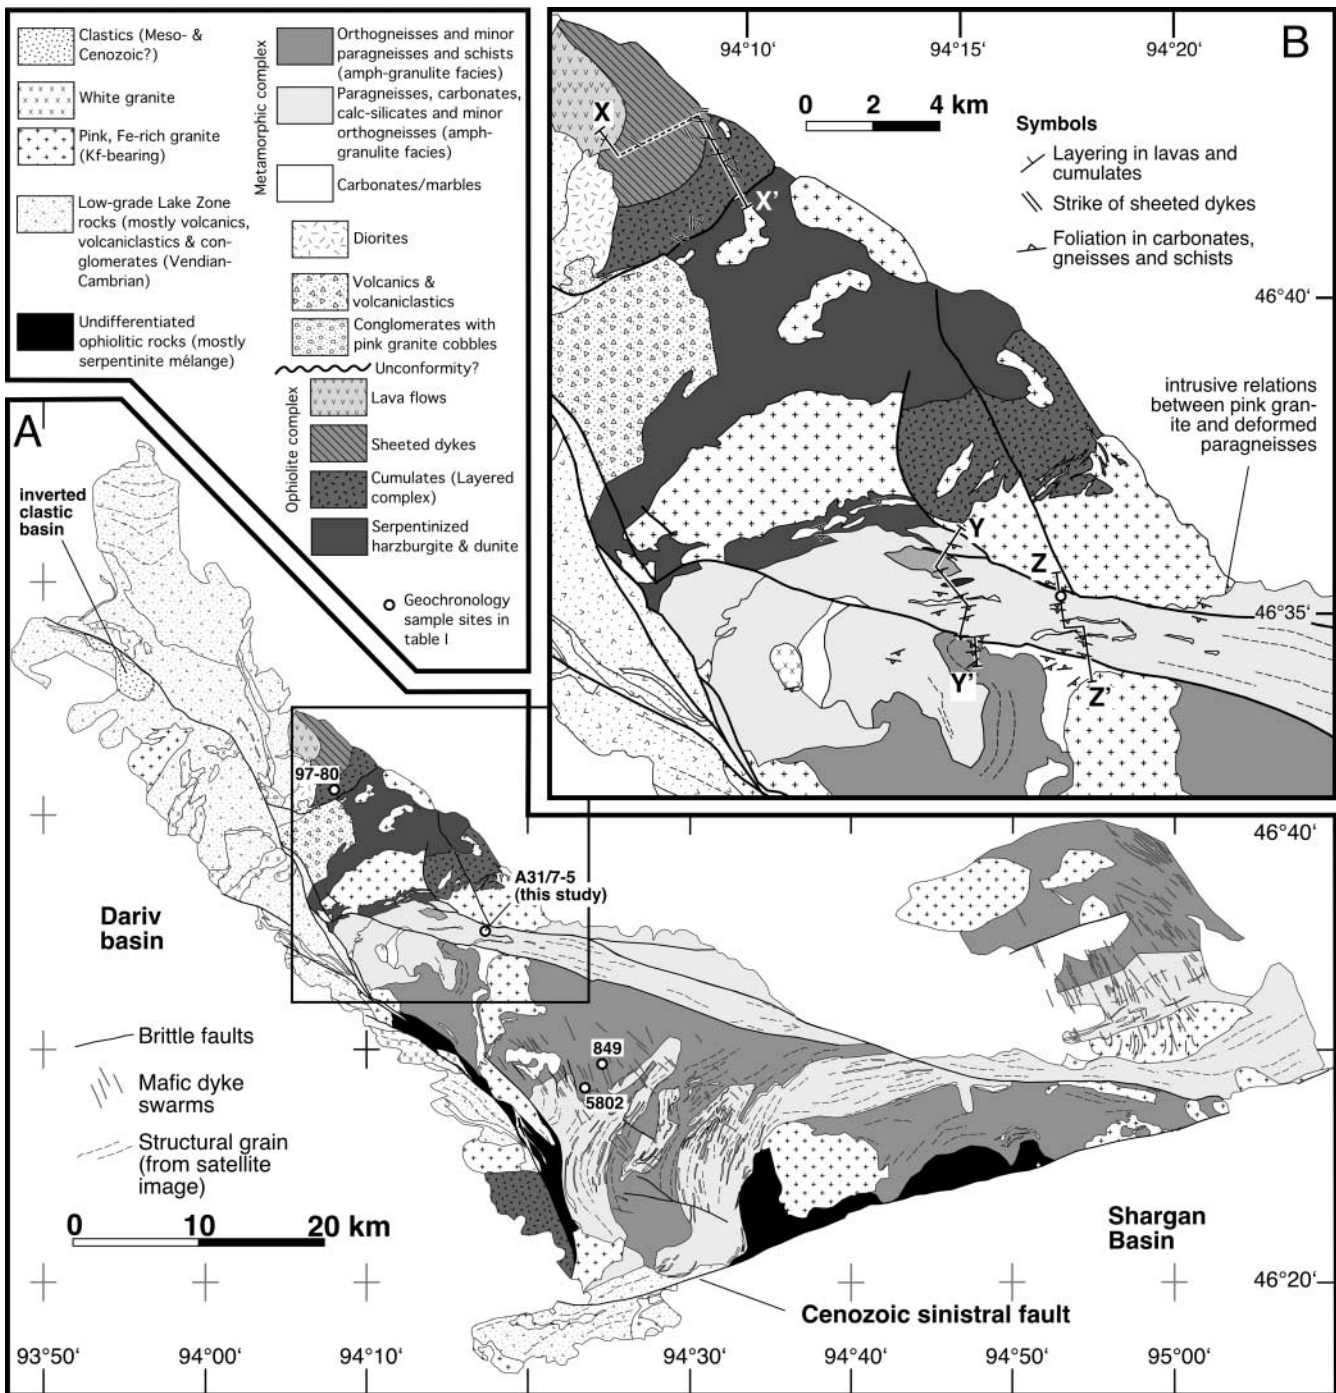 Clastics (Meso- &
Cenozoic?)
White granite
Pink, Fe-rich granite
(Kf-bearing)
Low-grade Lake Zone
rocks (mostly volcanics,
volcaniclastics & con-
glomerates (Vendian-
Cambrian)
Undifferentiated
ophiolitic rocks (mostly
serpentinite mélange)
Metamorphic complex
Orthogneisses and minor
paragneisses and schists
(amph-granulite facies)
Paragneisses, carbonates,
calc-silicates and minor
orthogneisses (amph-
granulite facies)
Carbonates/marbles
Diorites
Volcanics &
volcaniclastics
Conglomerates with
pink granite cobbles
Unconformity?
Ophiolite complex
Lava flows
Sheeted dykes
Cumulates (Layered
complex)
Serpentinized
harzburgite & dunite
Geochronology
sample sites in
table I
B
94°10'
94°15'
94°20'
0 2 4 km
Symbols
Layering in lavas and
cumulates
Strike of sheeted dykes
Foliation in carbonates,
gneisses and schists
X
X'
46°40'
intrusive relations
between pink gran-
ite and deformed
paragneisses
Y
Z
46°35'
Y'
Z'
A
inverted
clastic
basin
97-80
A31/7-5
(this study)
46°40'
Dariv
basin
849
5802
Brittle faults
Mafic dyke
swarms
Structural grain
(from satellite
image)
0 10 20 km
Shargan
Basin
46°20'
Cenozoic sinistral fault
93°50'
94°00'
94°10'
94°30'
94°40'
94°50'
95°00'